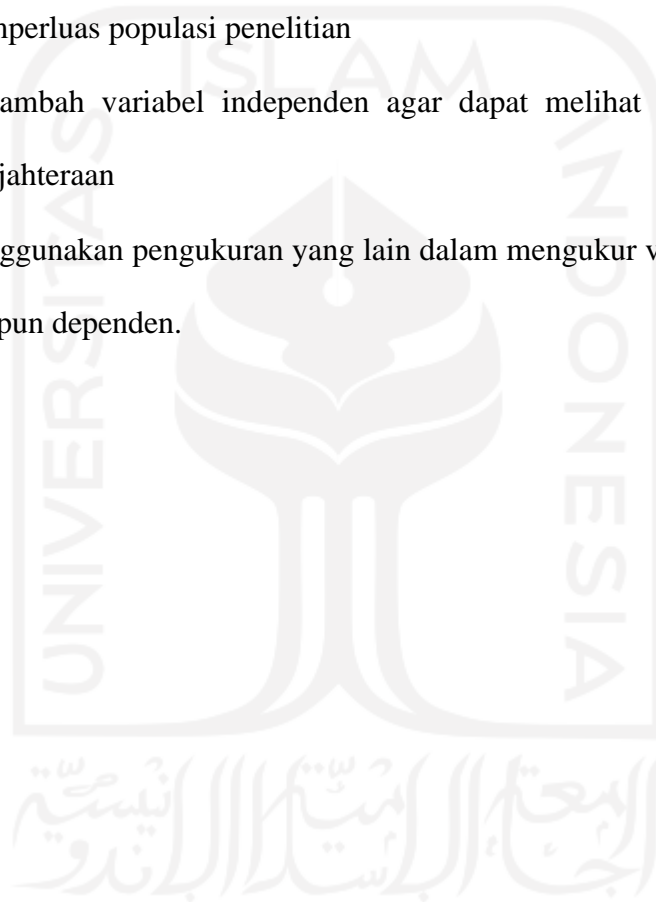 nperluas populasi penelitian
ambah variabel independen agar dapat melihat
jahteraan
ggunakan pengukuran yang lain dalam mengukur v
pun dependen.
ISLAM
UNIVERSITAS
INDONESIA